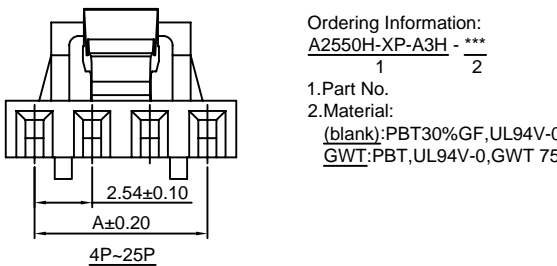 Ordering Information:
A2550H-XP-A3H - ***
1 2
1.Part No.
2.Material:
(blank):PBT30%GF,UL94V-0
GWT:PBT,UL94V-0,GWT 75
2.54±0.10
A±0.20
4P~25P